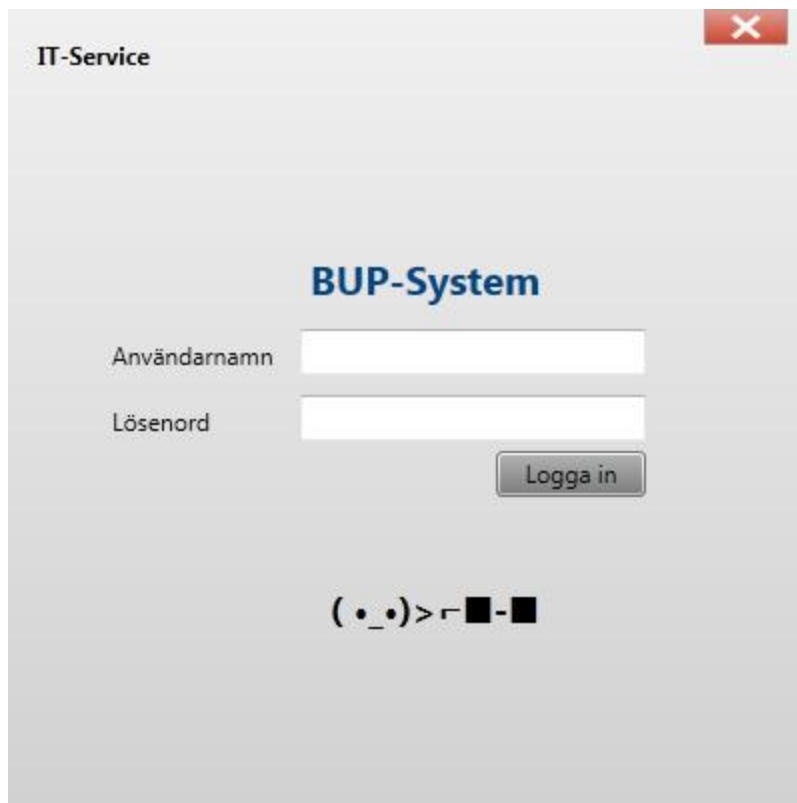 IT-Service
BUP-System
Användarnamn
Lösenord
Logga in
( •_•)>⌐■-■